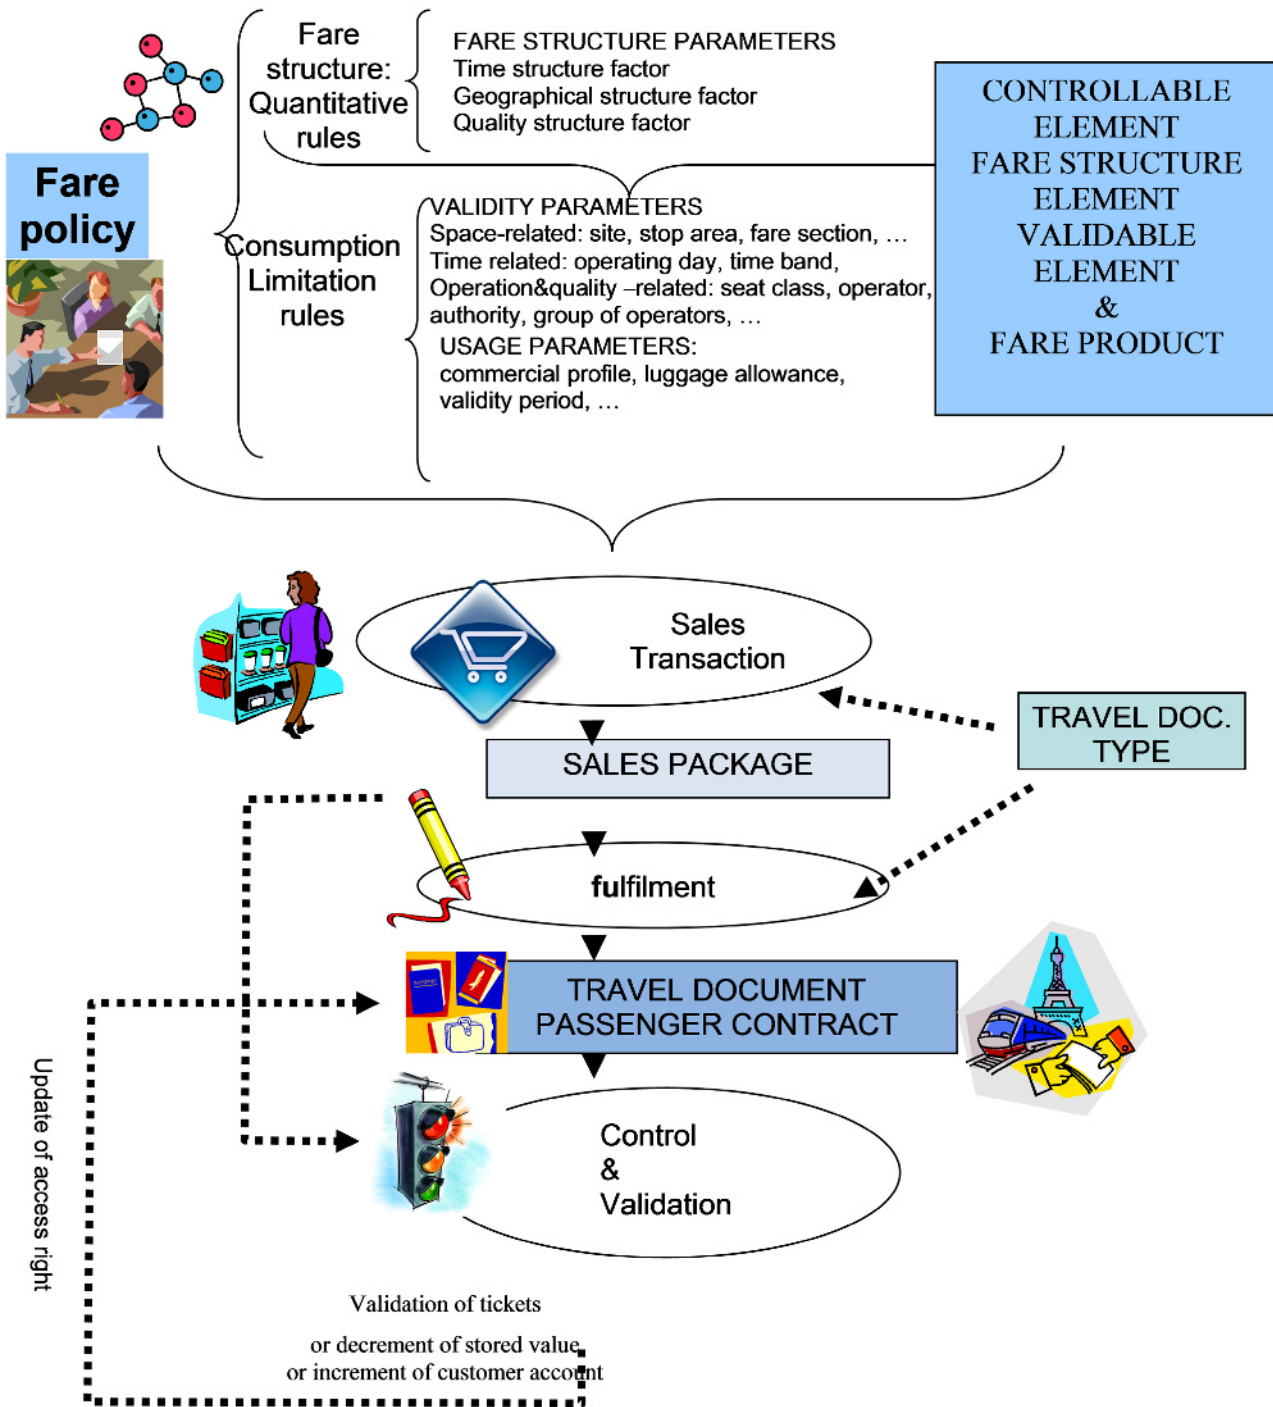 Fare
structure:
Quantitative
rules
FARE STRUCTURE PARAMETERS
Time structure factor
Geographical structure factor
Quality structure factor
CONTROLLABLE
ELEMENT
FARE STRUCTURE
ELEMENT
VALIDABLE
ELEMENT
&
FARE PRODUCT
Fare
policy
Consumption
Limitation
rules
VALIDITY PARAMETERS
Space-related: site, stop area, fare section, ...
Time related: operating day, time band,
Operation&quality –related: seat class, operator,
authority, group of operators, ...
USAGE PARAMETERS:
commercial profile, luggage allowance,
validity period, ...
Sales
Transaction
TRAVEL DOC.
TYPE
SALES PACKAGE
fulfilment
TRAVEL DOCUMENT
PASSENGER CONTRACT
Update of access right
Control
&
Validation
Validation of tickets
or decrement of stored value
or increment of customer account